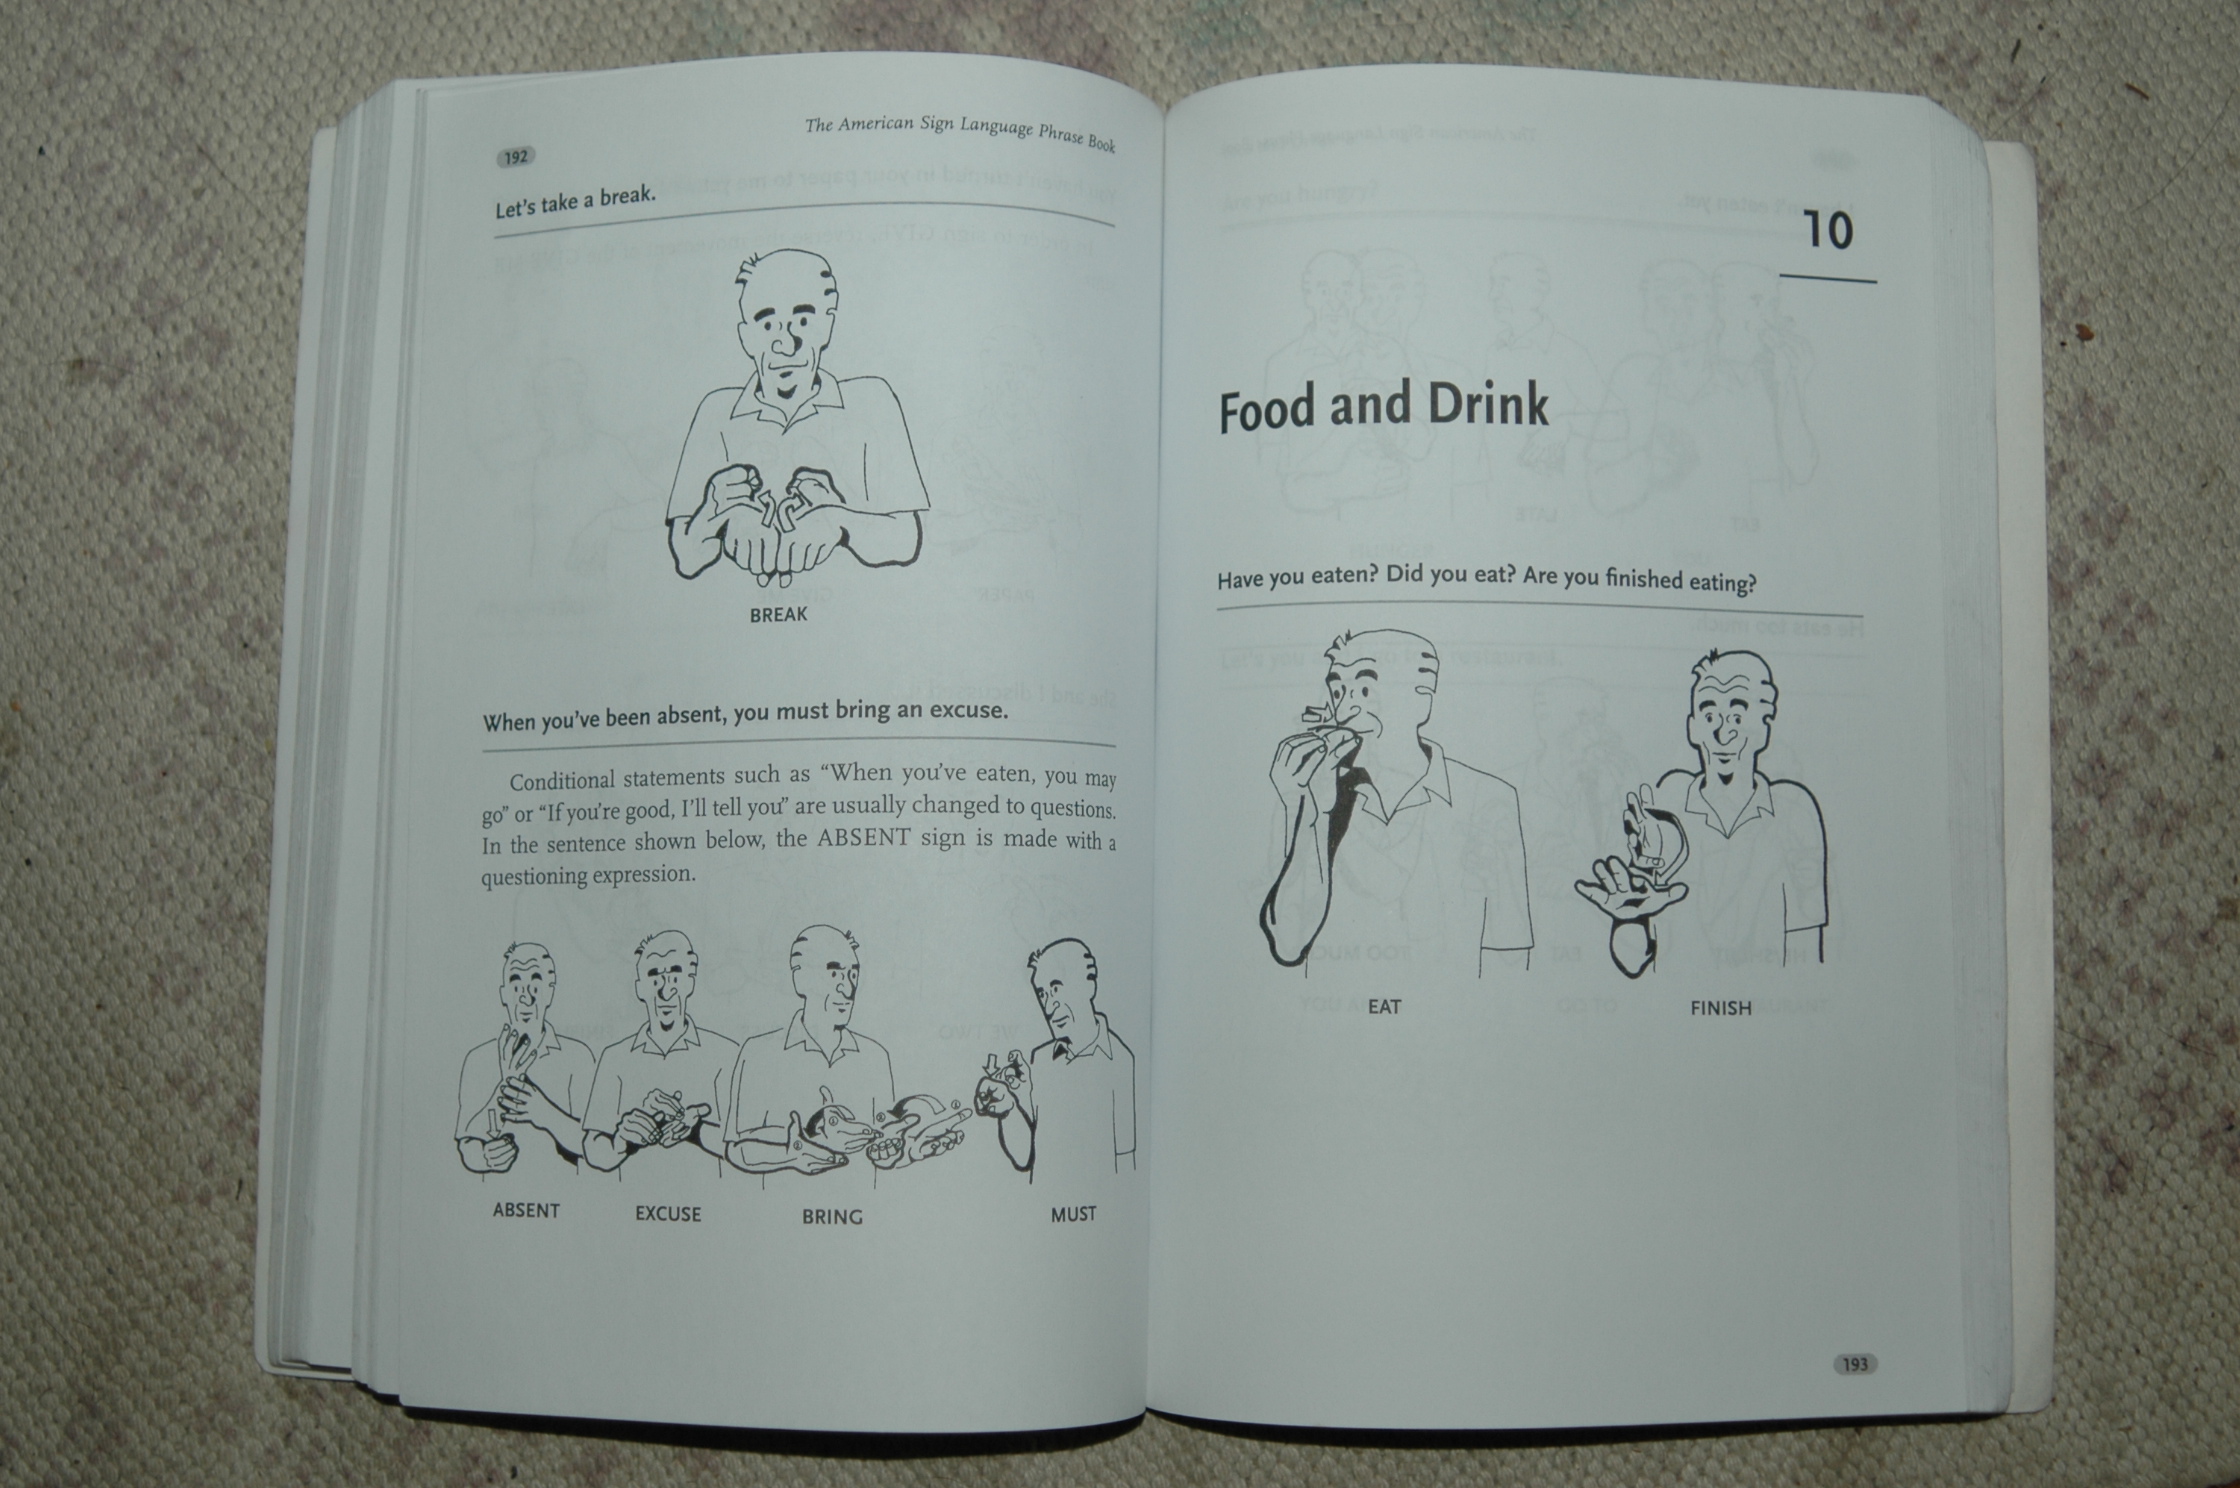 192
The American Sign Language Phrase Book
Let's take a break.
BREAK
When you've been absent, you must bring an excuse.
Conditional statements such as "When you've eaten, you may
go" or "If you're good, I'll tell you" are usually changed to questions.
In the sentence shown below, the ABSENT sign is made with a
questioning expression.
ABSENT EXCUSE BRING MUST
10
Food and Drink
Have you eaten? Did you eat? Are you finished eating?
EAT FINISH
193